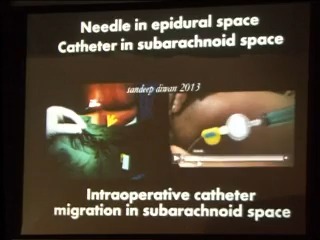 Needle in epidural space
Catheter in subarachnoid space
sandeep diwan 2013
Intraoperative catheter
migration in subarachnoid space